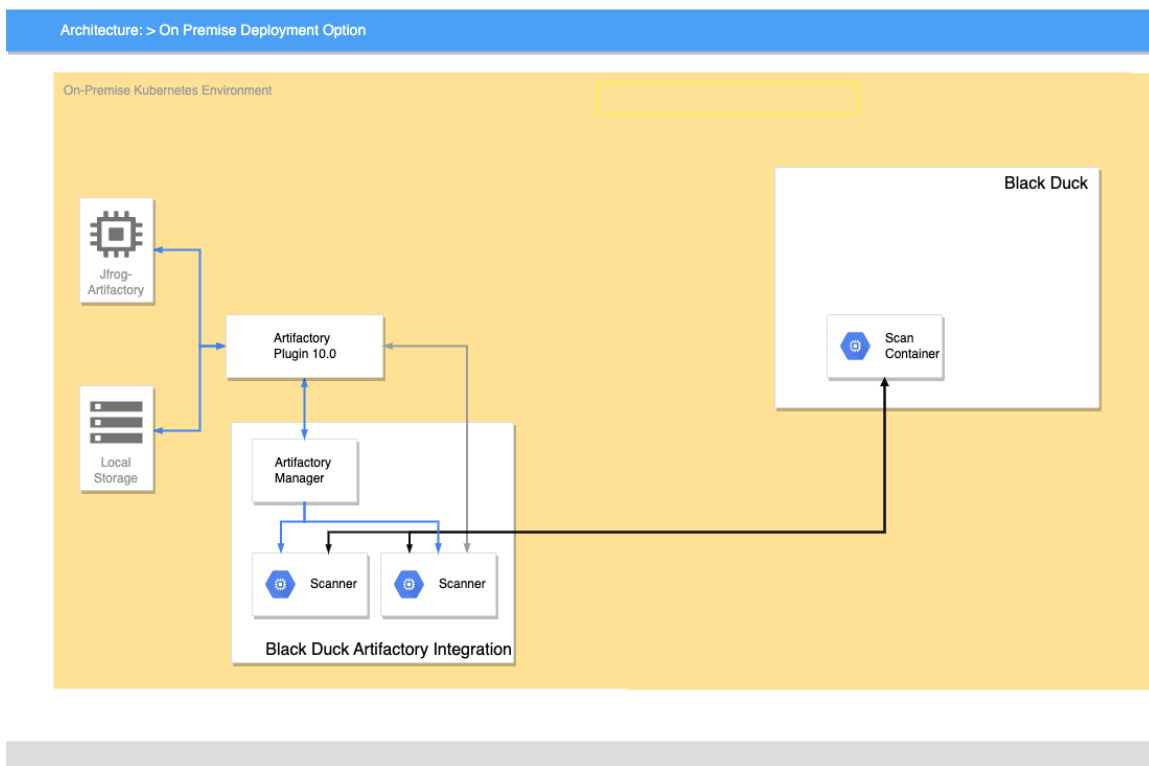 Architecture: > On Premise Deployment Option
On-Premise Kubernetes Environment
Black Duck
Jfrog-
Artifactory
Artifactory
Plugin 10.0
Scan
Container
Local
Storage
Artifactory
Manager
Scanner
Scanner
Black Duck Artifactory Integration